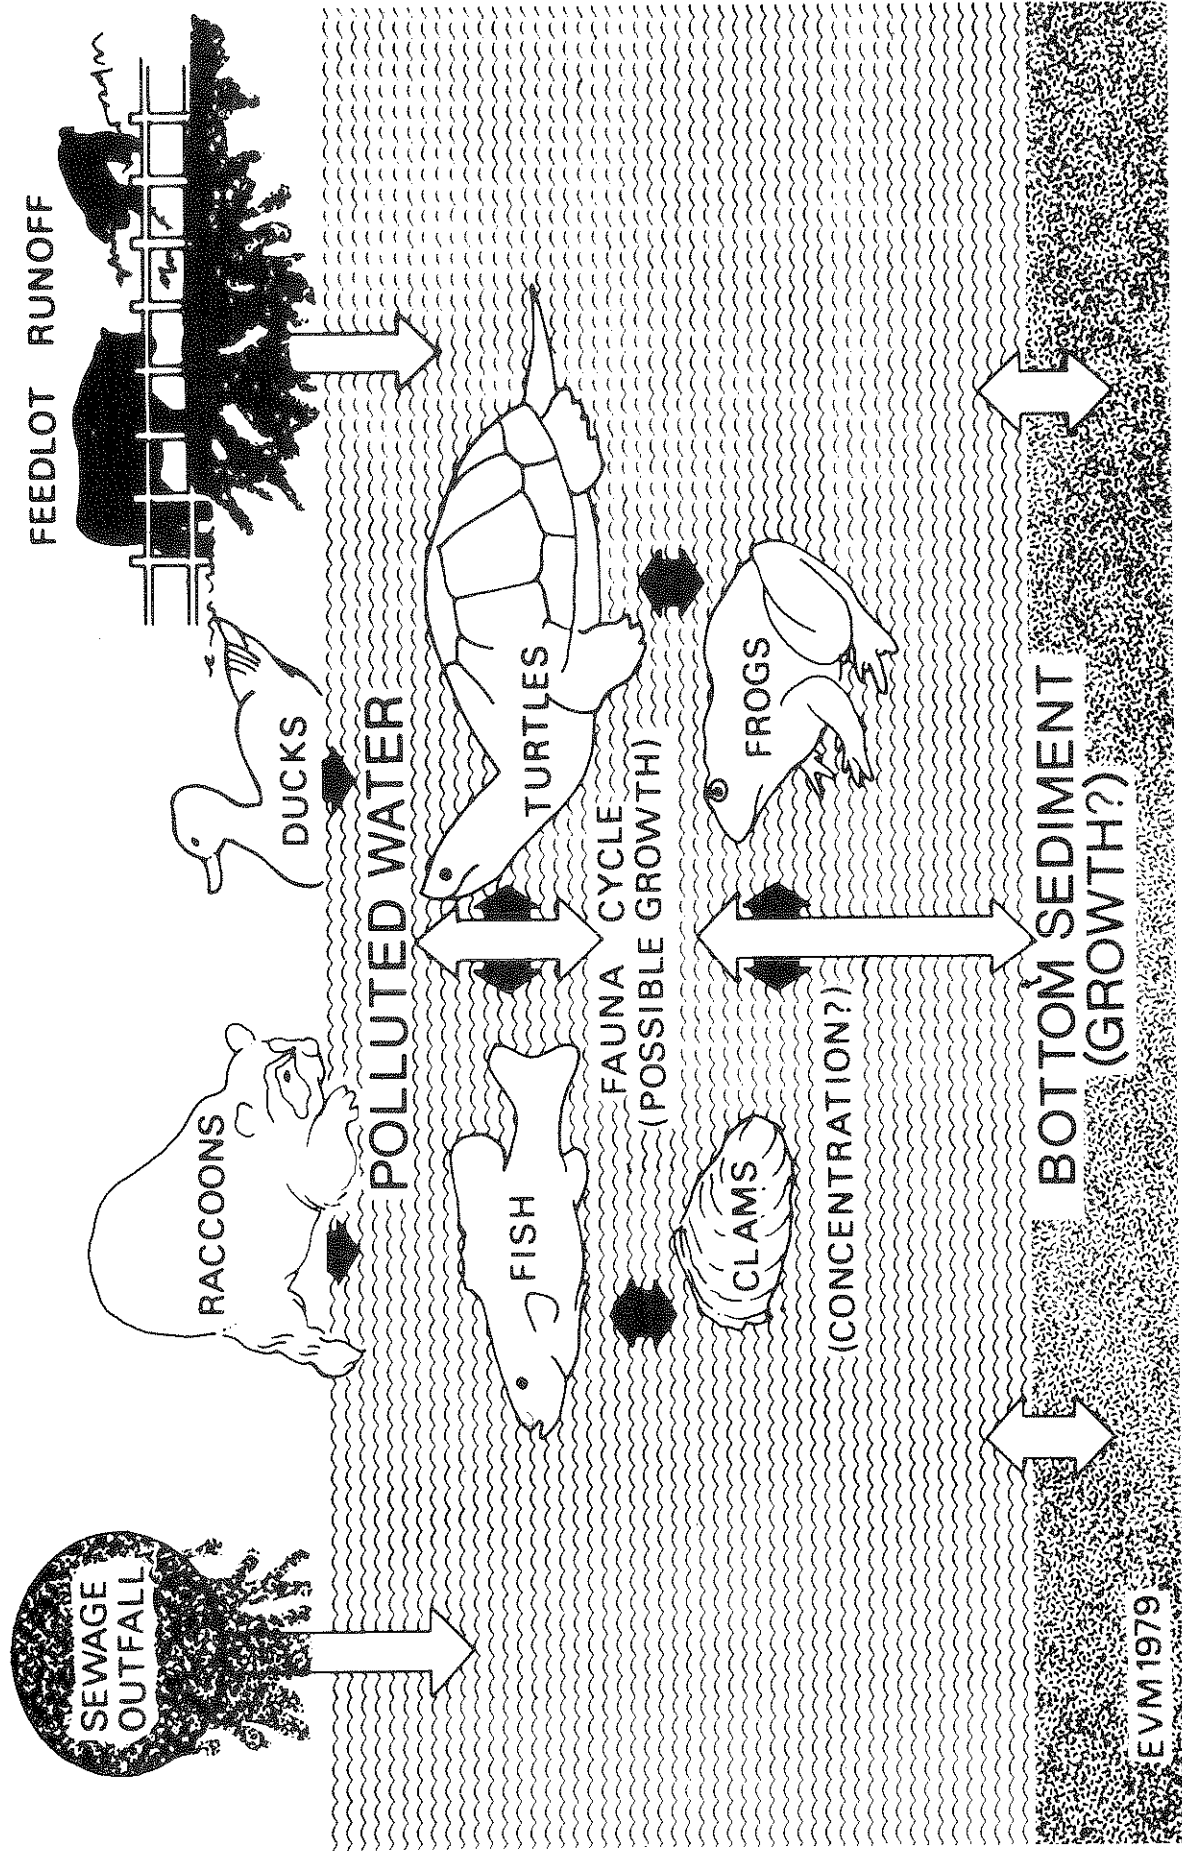 SEWAGE
OUTFALL
RACCOONS
DUCKS
FEEDLOT RUNOFF
POLLUTED WATER
FISH
TURTLES
FAUNA CYCLE
(POSSIBLE GROWTH)
CLAMS
FROGS
(CONCENTRATION?)
BOTTOM SEDIMENT
(GROWTH?)
EVM1979